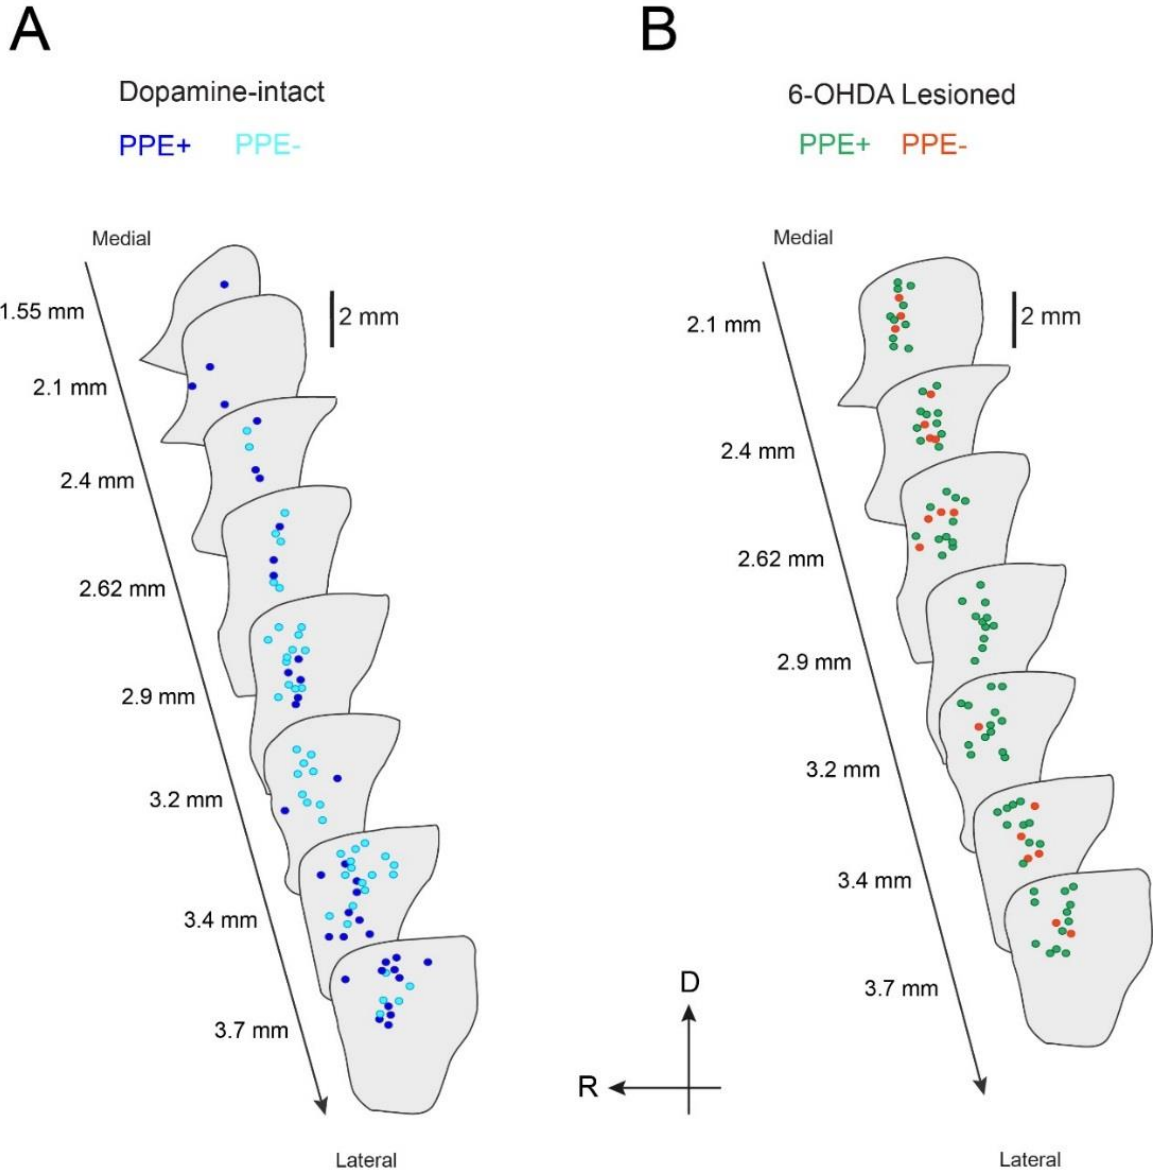 A
B
Dopamine-intact
6-OHDA Lesioned
PPE+ PPE-
PPE+ PPE-
Medial
Medial
1.55 mm
2 mm
2.1 mm
2 mm
2.1 mm
2.4 mm
2.4 mm
2.62 mm
2.62 mm
2.9 mm
2.9 mm
3.2 mm
3.2 mm
3.4 mm
3.4 mm
3.7 mm
3.7 mm
D
R
Lateral
Lateral